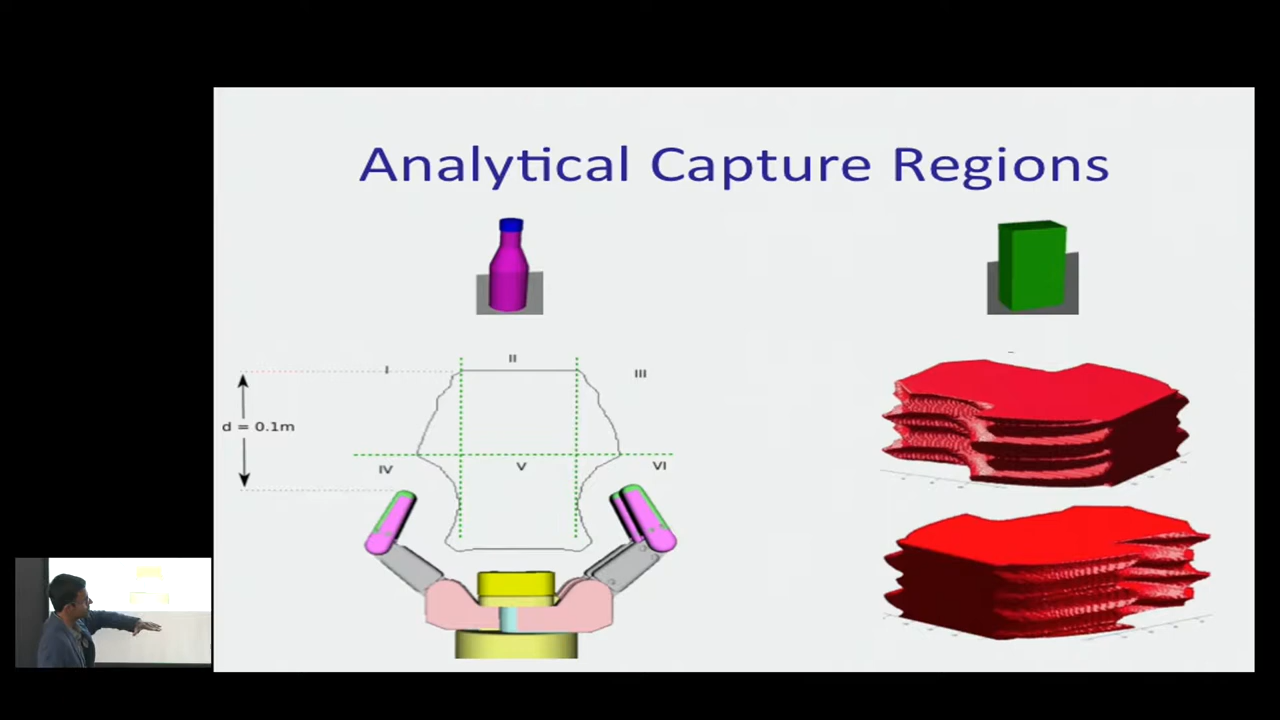 Analytical Capture Regions
I
II
III
d = 0.1m
IV
V
VI